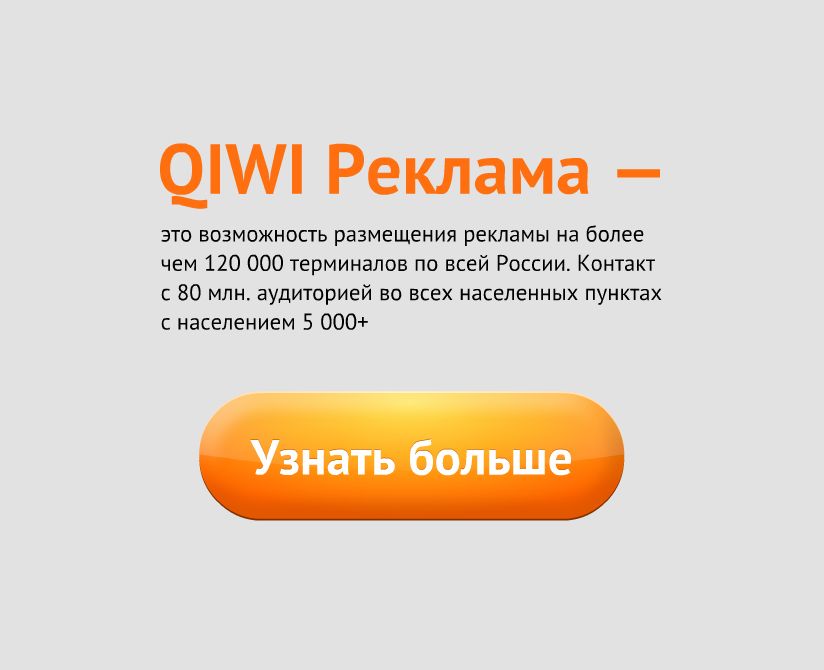 QIWI Реклама —
это возможность размещения рекламы на более
чем 120 000 терминалов по всей России. Контакт
с 80 млн. аудиторией во всех населенных пунктах
с населением 5 000+
Узнать больше